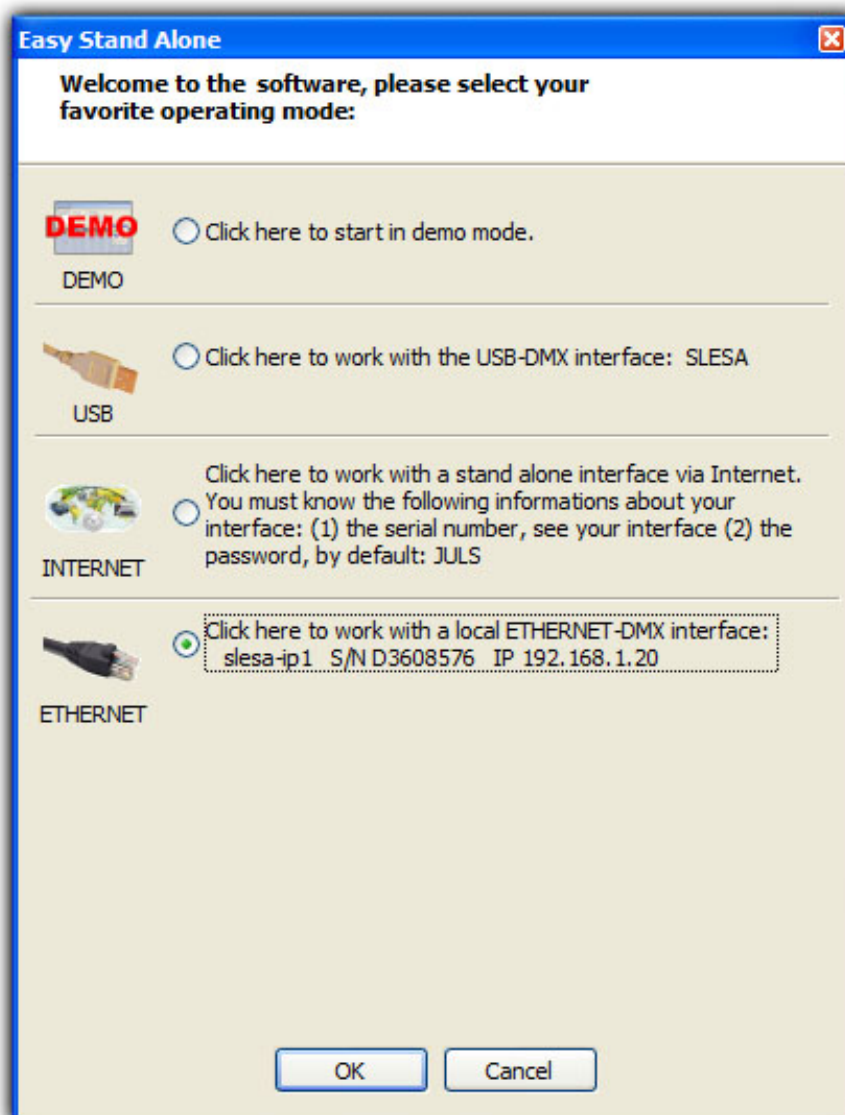 Easy Stand Alone
Welcome to the software, please select your
favorite operating mode:
DEMO
Click here to start in demo mode.
DEMO
Click here to work with the USB-DMX interface:  SLESA
USB
Click here to work with a stand alone interface via Internet.
You must know the following informations about your
interface: (1) the serial number, see your interface (2) the
password, by default: JULS
INTERNET
Click here to work with a local ETHERNET-DMX interface:
slesa-ip1   S/N D3608576   IP 192.168.1.20
ETHERNET
OK
Cancel